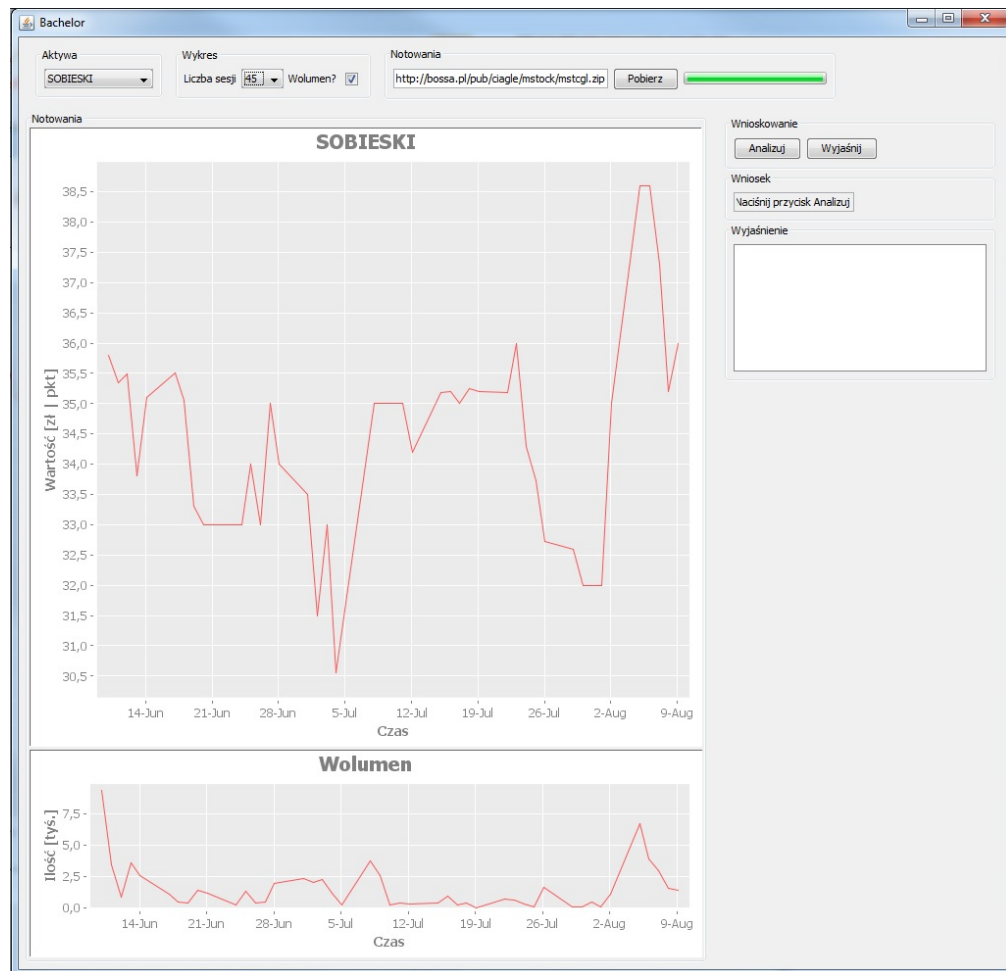 Bachelor
Aktywa
SOBIESKI
Wykres
Liczba sesji 45 Wolumen?
Notowania
http://bossa.pl/pub/ciagle/mstock/mstcgl.zip Pobierz
Notowania
SOBIESKI
Wartość [zł | pkt]
38,5
38,0
37,5
37,0
36,5
36,0
35,5
35,0
34,5
34,0
33,5
33,0
32,5
32,0
31,5
31,0
30,5
14-Jun 21-Jun 28-Jun 5-Jul 12-Jul 19-Jul 26-Jul 2-Aug 9-Aug
Czas
Wolumen
Ilość [tyś.]
7,5
5,0
2,5
0,0
14-Jun 21-Jun 28-Jun 5-Jul 12-Jul 19-Jul 26-Jul 2-Aug 9-Aug
Czas
Wnioskowanie
Analizuj Wyjaśnij
Wniosek
Naciśnij przycisk Analizuj
Wyjaśnienie